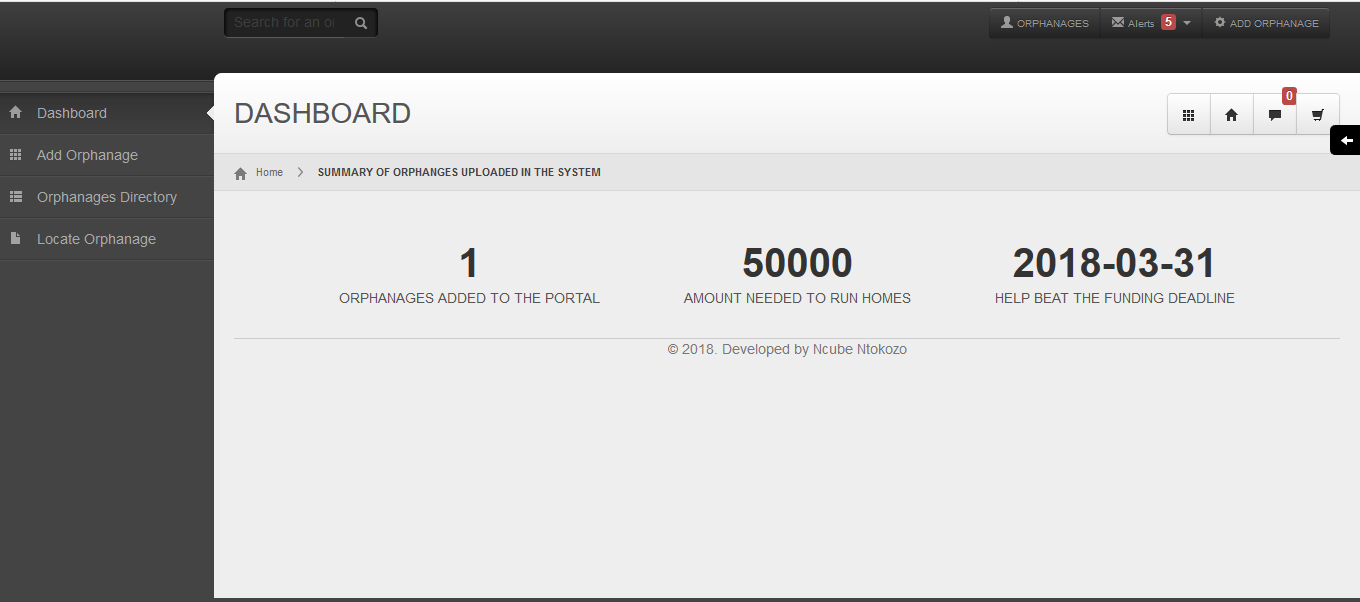 Search for an or
ORPHANAGES
Alerts 5
ADD ORPHANAGE
Dashboard
Add Orphanage
Orphanages Directory
Locate Orphanage
DASHBOARD
0
Home
SUMMARY OF ORPHANGES UPLOADED IN THE SYSTEM
1
ORPHANAGES ADDED TO THE PORTAL
50000
AMOUNT NEEDED TO RUN HOMES
2018-03-31
HELP BEAT THE FUNDING DEADLINE
© 2018. Developed by Ncube Ntokozo